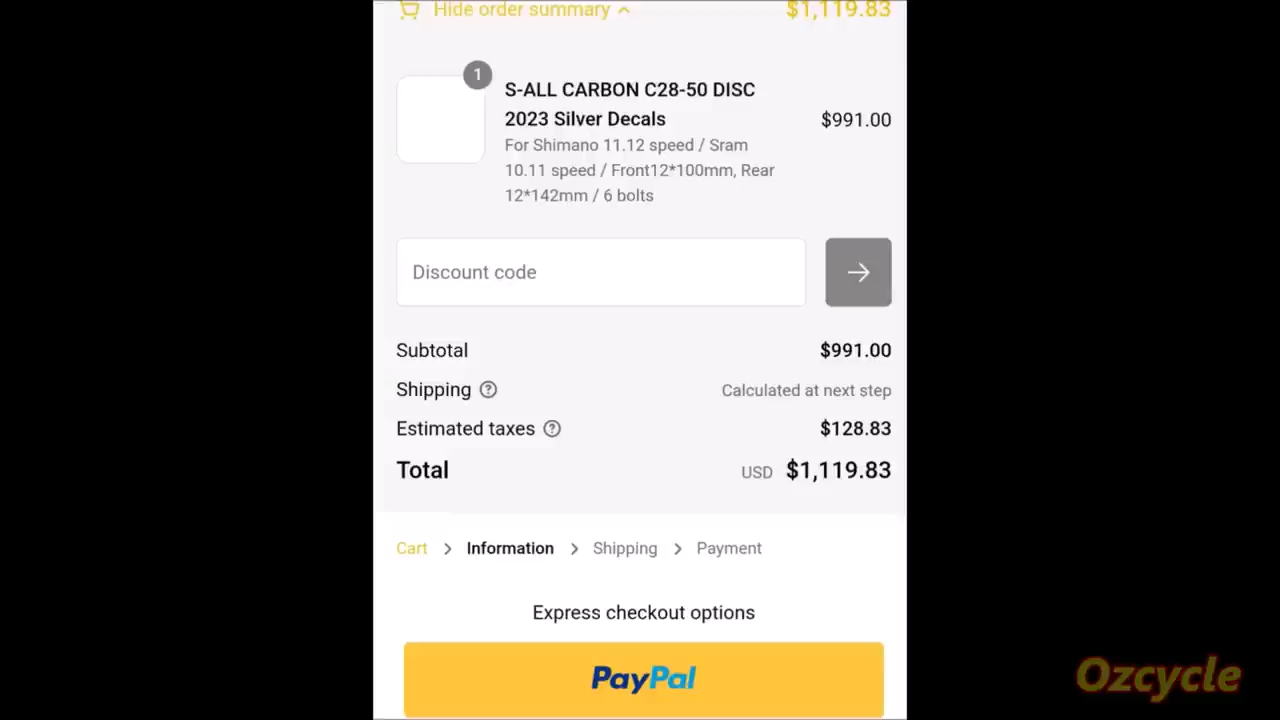 Hide order summary
$1,119.83
1
S-ALL CARBON C28-50 DISC
2023 Silver Decals
$991.00
For Shimano 11.12 speed / Sram
10.11 speed / Front12*100mm, Rear
12*142mm / 6 bolts
Discount code
Subtotal $991.00
Shipping Calculated at next step
Estimated taxes $128.83
Total USD $1,119.83
Cart > Information > Shipping > Payment
Express checkout options
PayPal
Ozcycle